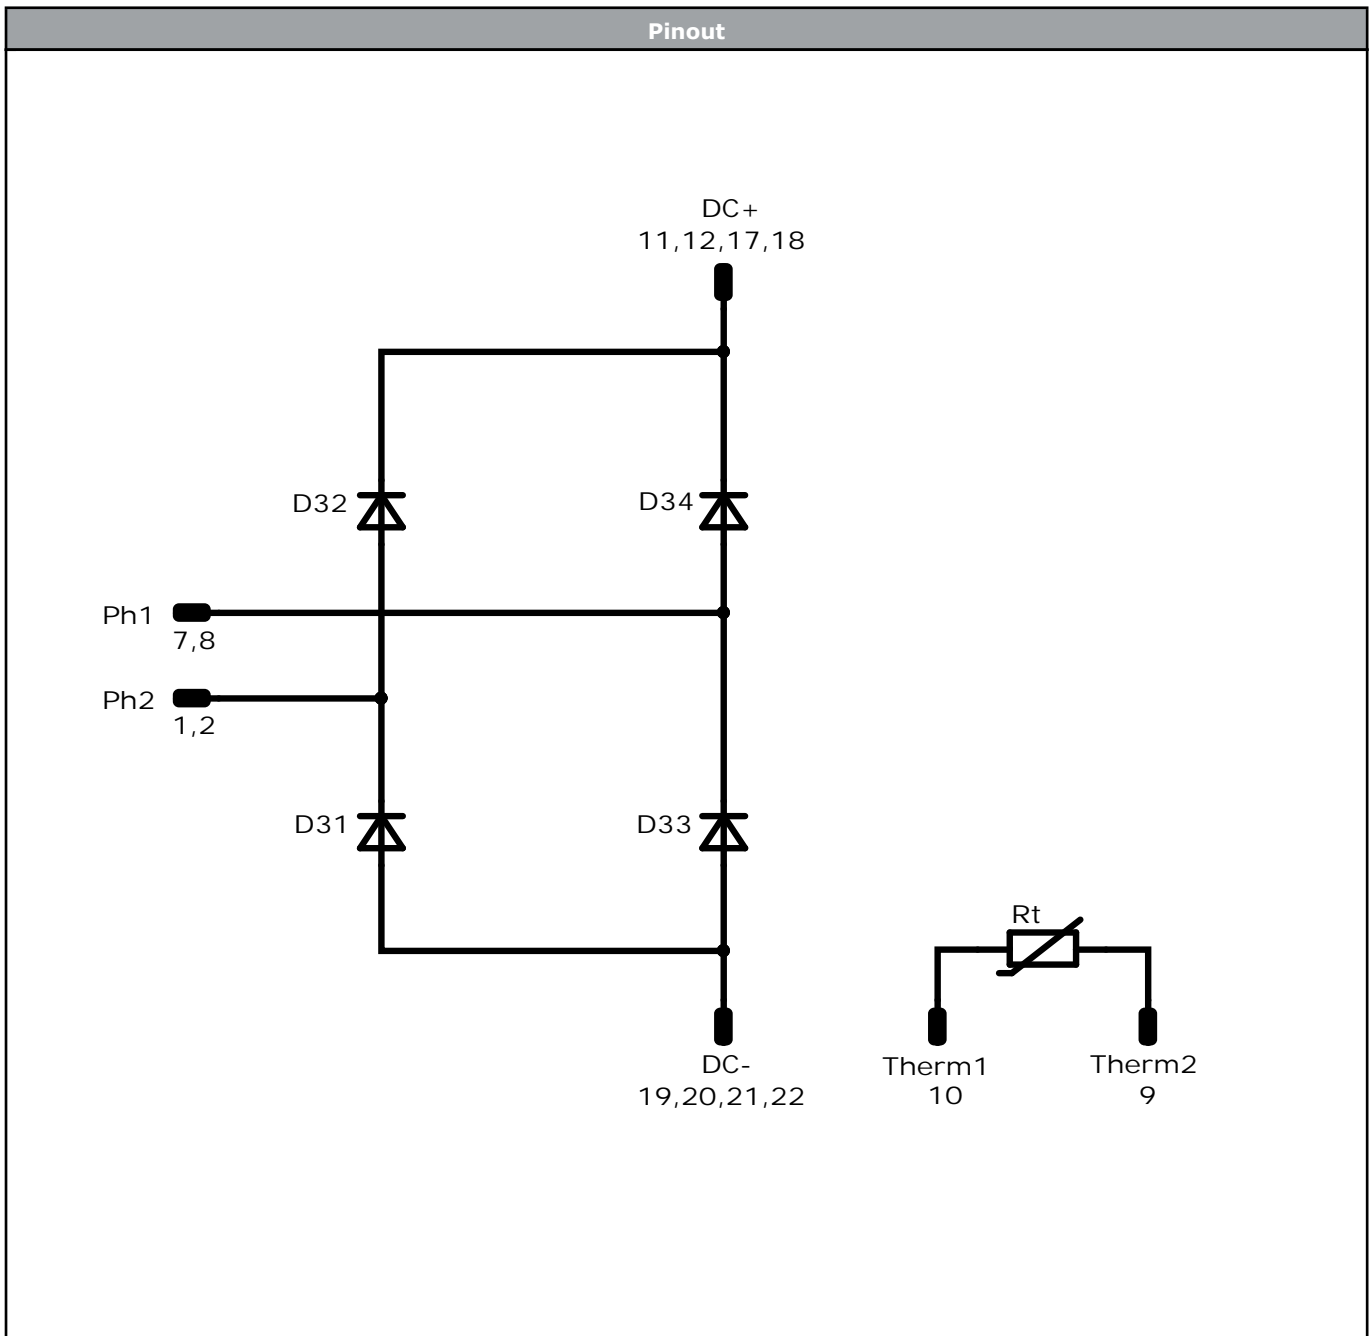 Pinout
DC+
11,12,17,18
D32
D34
Ph1
7,8
Ph2
1,2
D31
D33
Rt
DC-
19,20,21,22
Therm1
10
Therm2
9